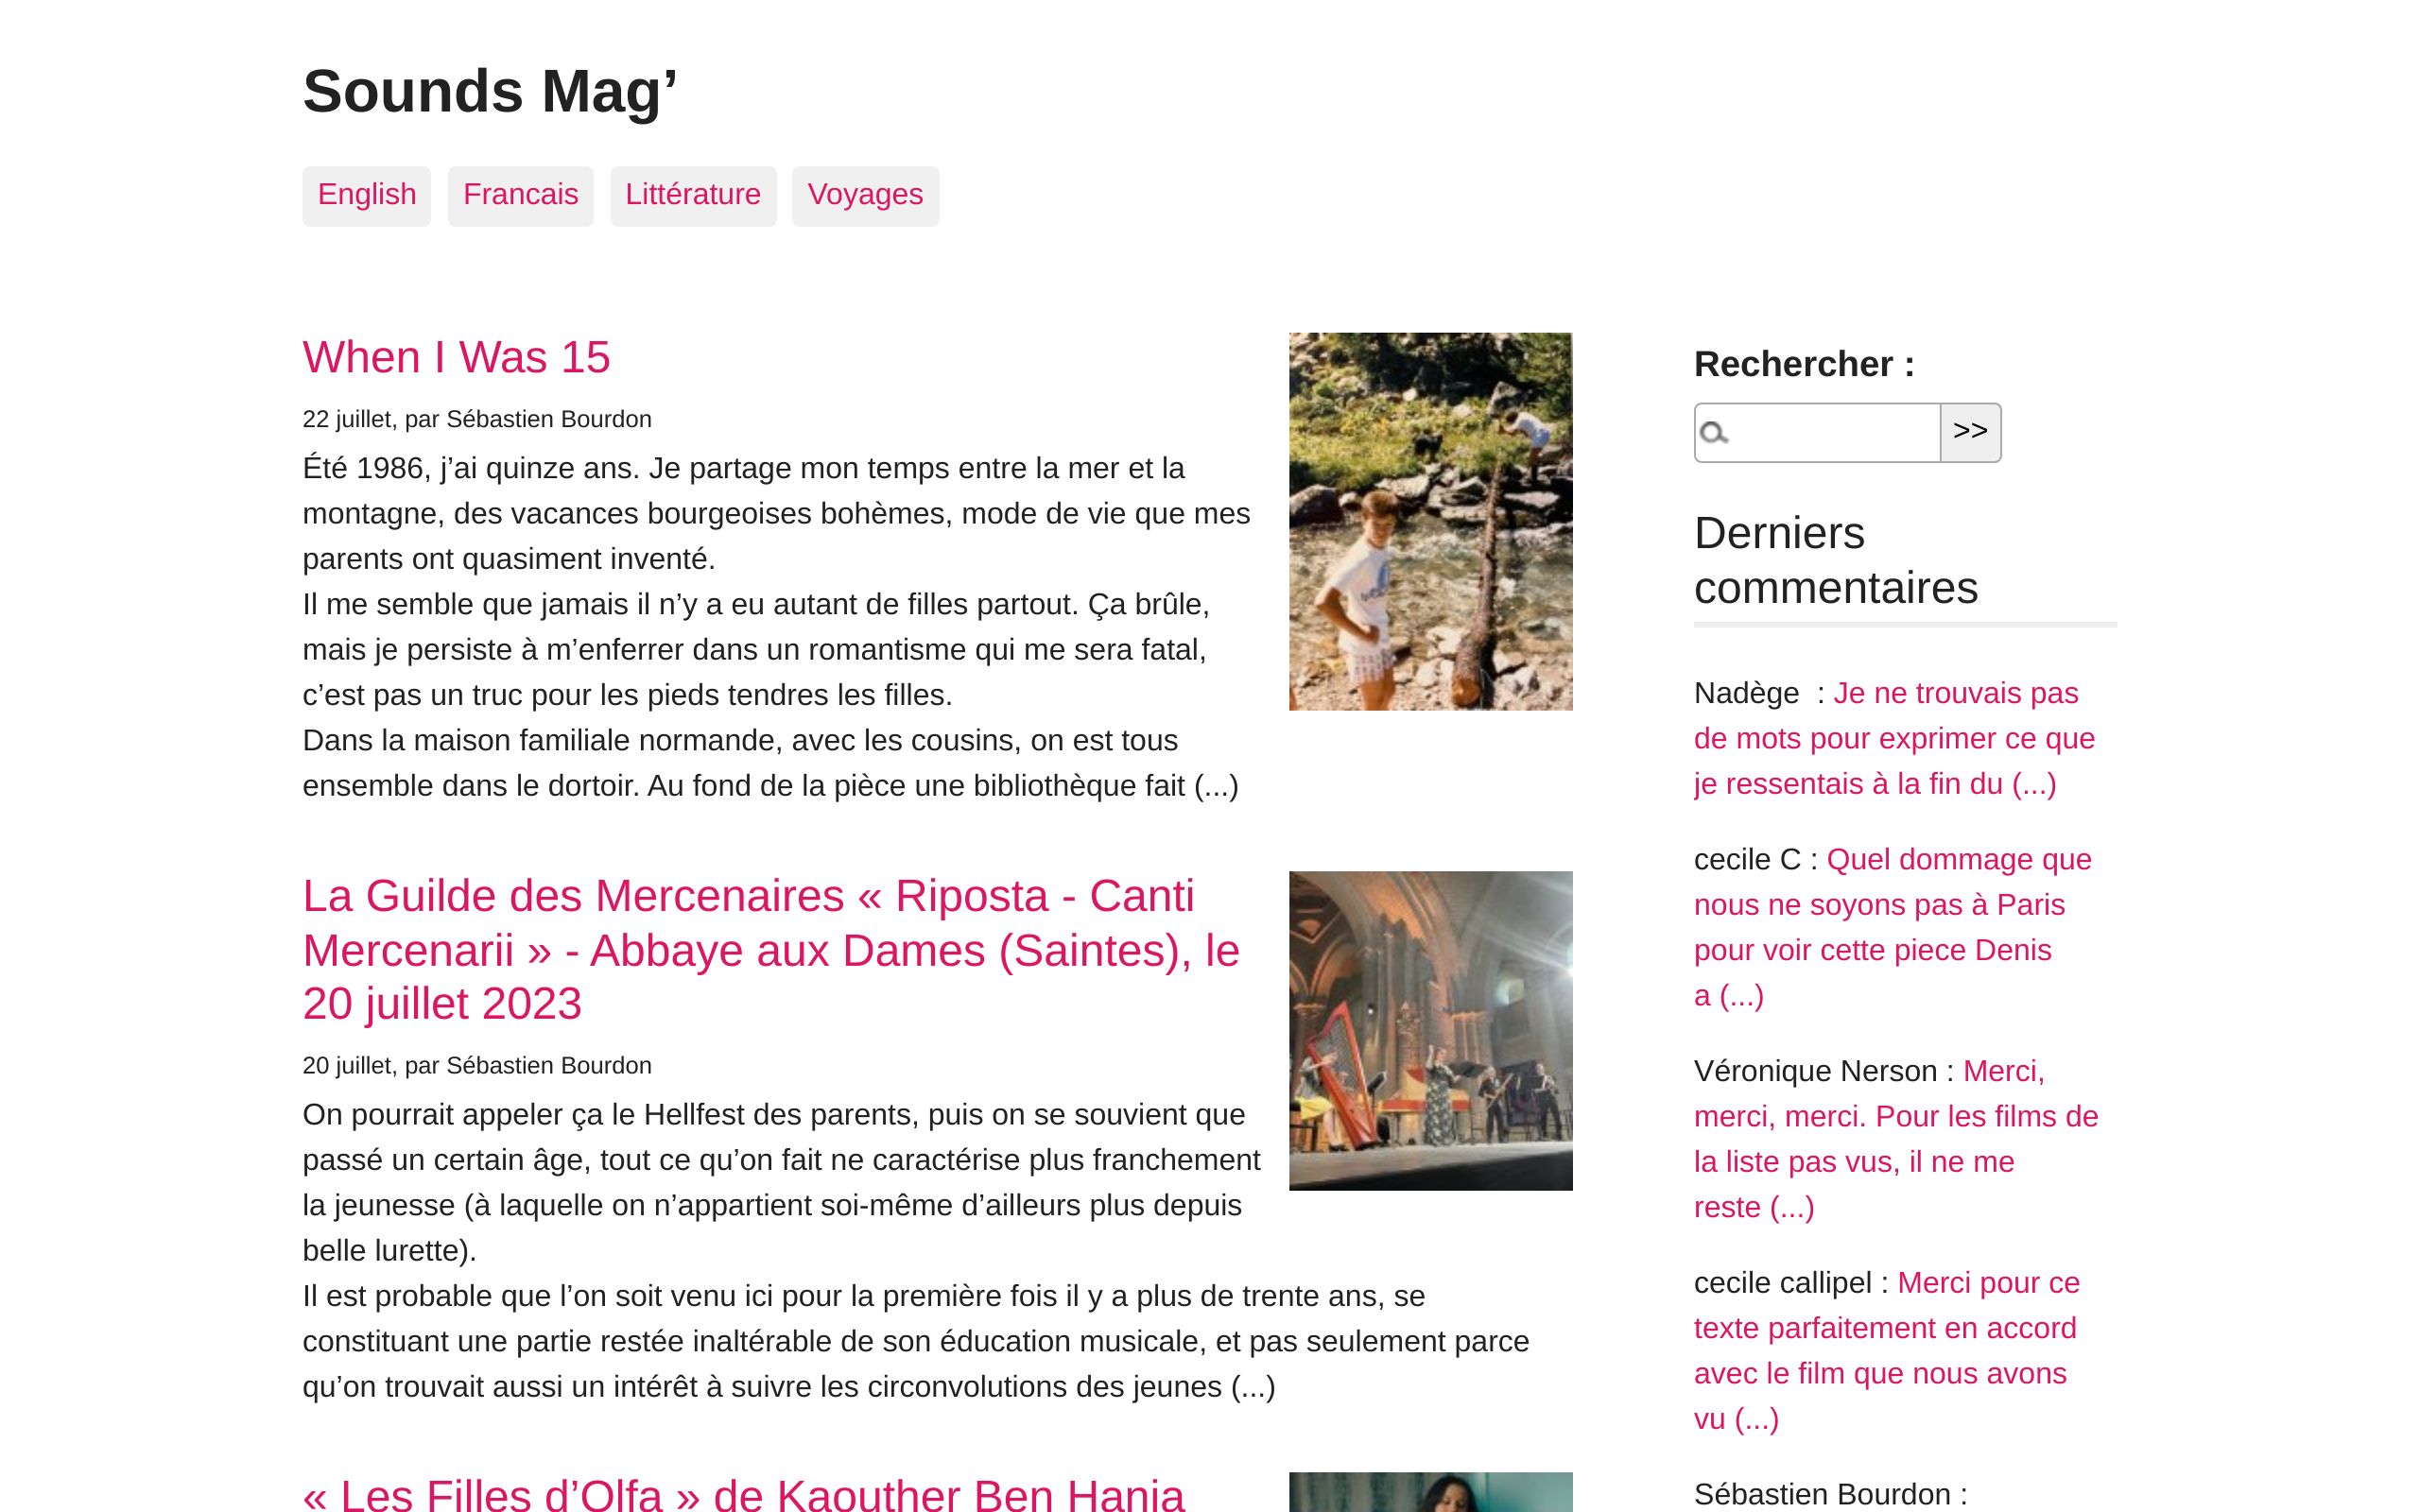 Sounds Mag’
English Francais Littérature Voyages
When I Was 15
22 juillet, par Sébastien Bourdon
Été 1986, j’ai quinze ans. Je partage mon temps entre la mer et la
montagne, des vacances bourgeoises bohèmes, mode de vie que mes
parents ont quasiment inventé.
Il me semble que jamais il n’y a eu autant de filles partout. Ça brûle,
mais je persiste à m’enferrer dans un romantisme qui me sera fatal,
c’est pas un truc pour les pieds tendres les filles.
Dans la maison familiale normande, avec les cousins, on est tous
ensemble dans le dortoir. Au fond de la pièce une bibliothèque fait (...)
La Guilde des Mercenaires « Riposta - Canti
Mercenarii » - Abbaye aux Dames (Saintes), le
20 juillet 2023
20 juillet, par Sébastien Bourdon
On pourrait appeler ça le Hellfest des parents, puis on se souvient que
passé un certain âge, tout ce qu’on fait ne caractérise plus franchement
la jeunesse (à laquelle on n’appartient soi-même d’ailleurs plus depuis
belle lurette).
Il est probable que l’on soit venu ici pour la première fois il y a plus de trente ans, se
constituant une partie restée inaltérable de son éducation musicale, et pas seulement parce
qu’on trouvait aussi un intérêt à suivre les circonvolutions des jeunes (...)
« Les Filles d’Olfa » de Kaouther Ben Hania
Rechercher :
>>
Derniers
commentaires
Nadège  : Je ne trouvais pas
de mots pour exprimer ce que
je ressentais à la fin du (...)
cecile C : Quel dommage que
nous ne soyons pas à Paris
pour voir cette piece Denis
a (...)
Véronique Nerson : Merci,
merci, merci. Pour les films de
la liste pas vus, il ne me
reste (...)
cecile callipel : Merci pour ce
texte parfaitement en accord
avec le film que nous avons
vu (...)
Sébastien Bourdon :